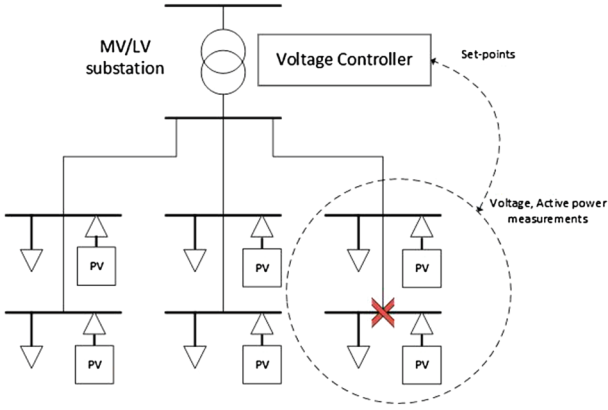 MV/LV
substation
Voltage Controller
Set-points
Voltage, Active power
measurements
PV
PV
PV
PV
PV
PV